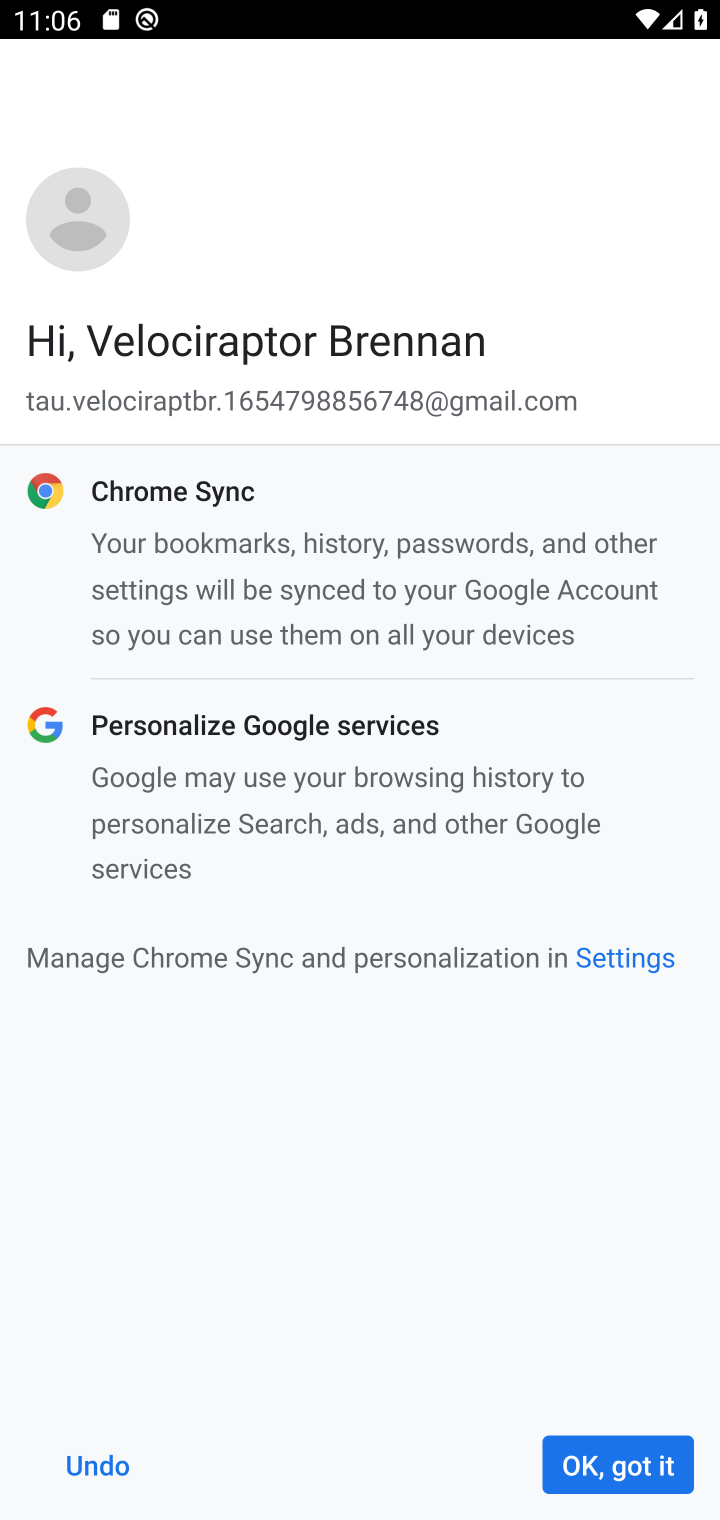 11:06
Hi, Velociraptor Brennan
tau.velociraptbr.1654798856748@gmail.com
Chrome Sync
Your bookmarks, history, passwords, and other
settings will be synced to your Google Account
so you can use them on all your devices
Personalize Google services
Google may use your browsing history to
personalize Search, ads, and other Google
services
Manage Chrome Sync and personalization in Settings
Undo
OK, got it